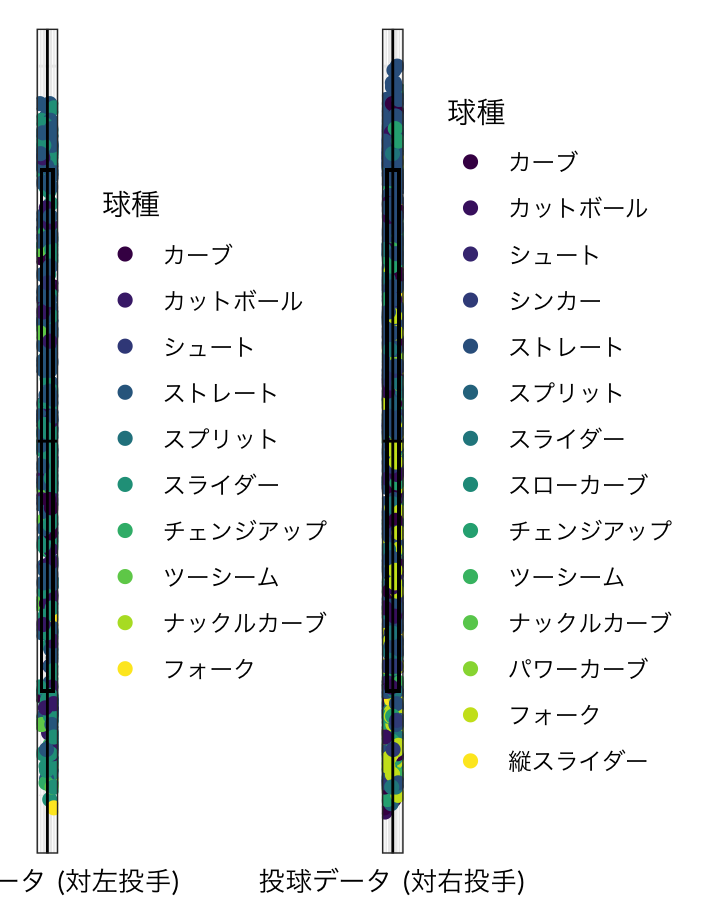 球種
カーブ
カットボール
シュート
ストレート
スプリット
スライダー
チェンジアップ
ツーシーム
ナックルカーブ
フォーク
ータ (対左投手)
球種
カーブ
カットボール
シュート
シンカー
ストレート
スプリット
スライダー
スローカーブ
チェンジアップ
ツーシーム
ナックルカーブ
パワーカーブ
フォーク
縦スライダー
投球データ (対右投手)